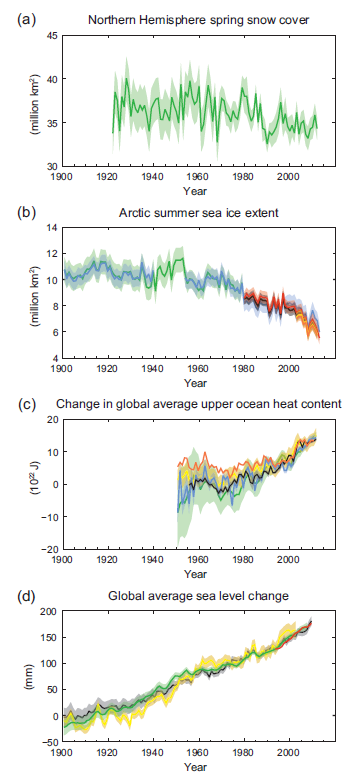 (a) Northern Hemisphere spring snow cover
45
40
35
30
(million km²)
1900 1920 1940 1960 1980 2000
Year
(b) Arctic summer sea ice extent
14
12
10
8
6
4
(million km²)
1900 1920 1940 1960 1980 2000
Year
(c) Change in global average upper ocean heat content
20
10
0
−10
−20
(10²² J)
1900 1920 1940 1960 1980 2000
Year
(d) Global average sea level change
200
150
100
50
0
−50
(mm)
1900 1920 1940 1960 1980 2000
Year